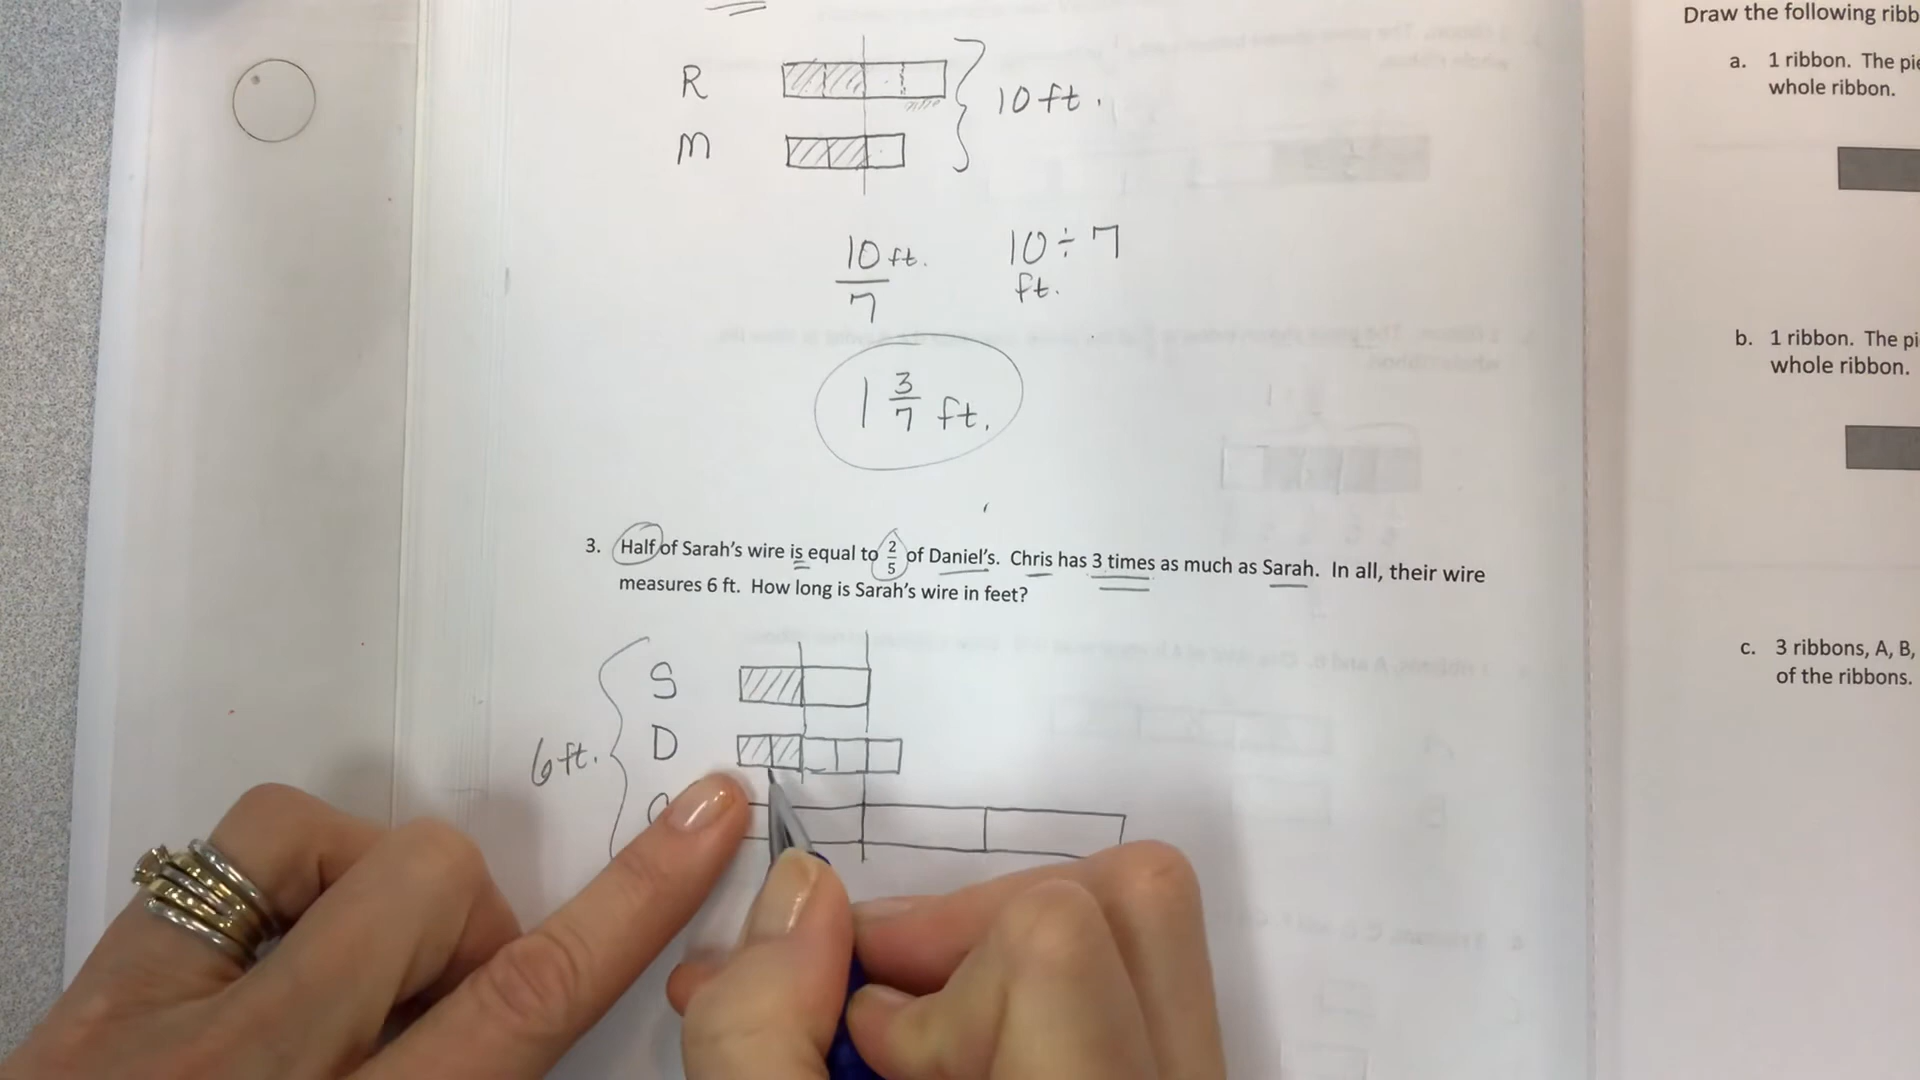 R
10 ft.
M
10 ft.
7
10 ÷ 7
ft.
1 3/7 ft.
3. Half of Sarah's wire is equal to 2/5 of Daniel's. Chris has 3 times as much as Sarah. In all, their wire
measures 6 ft. How long is Sarah's wire in feet?
S
D
6 ft.
Draw the following
a. 1 ribbon. The
whole ribbon.
b. 1 ribbon. The
whole ribbon.
c. 3 ribbons, A, B,
of the ribbons.